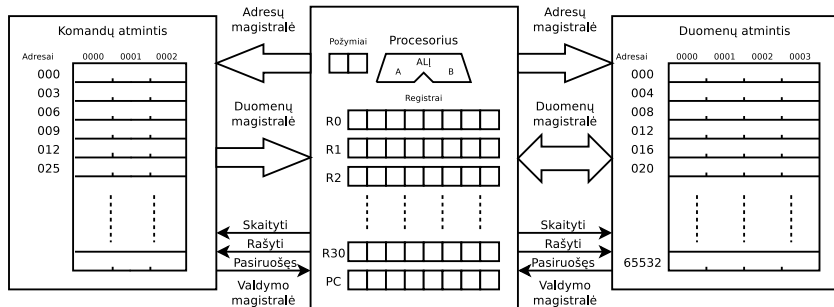 Komandų atmintis
0000 0001 0002
Adresai
000
003
006
009
012
025
Adresų
magistralė
Duomenų
magistralė
Skaityti
Rašyti
Pasiruošęs
Valdymo
magistralė
Požymiai
Procesorius
ALĮ
A B
Registrai
R0
R1
R2
R30
PC
Adresų
magistralė
Duomenų
magistralė
Skaityti
Rašyti
Pasiruošęs
Valdymo
magistralė
Duomenų atmintis
Adresai
0000 0001 0002 0003
000
004
008
012
016
020
65532